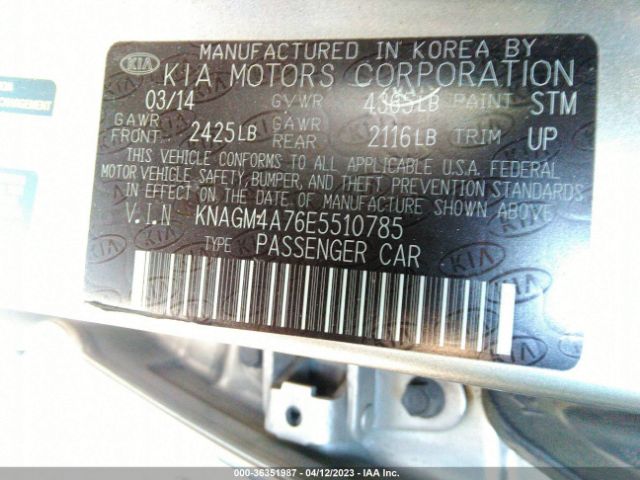 MANUFACTURED IN KOREA BY
KIA KIA MOTORS CORPORATION
03/14 GVWR 4365LB PAINT STM
GAWR FRONT 2425LB GAWR REAR 2116LB TRIM UP
THIS VEHICLE CONFORMS TO ALL APPLICABLE U.S.A. FEDERAL
MOTOR VEHICLE SAFETY, BUMPER, AND THEFT PREVENTION STANDARDS
IN EFFECT ON THE DATE OF MANUFACTURE SHOWN ABOVE.
V.I.N KNAGM4A76E5510785
TYPE PASSENGER CAR
000-36351987 - 04/12/2023 - IAA Inc.